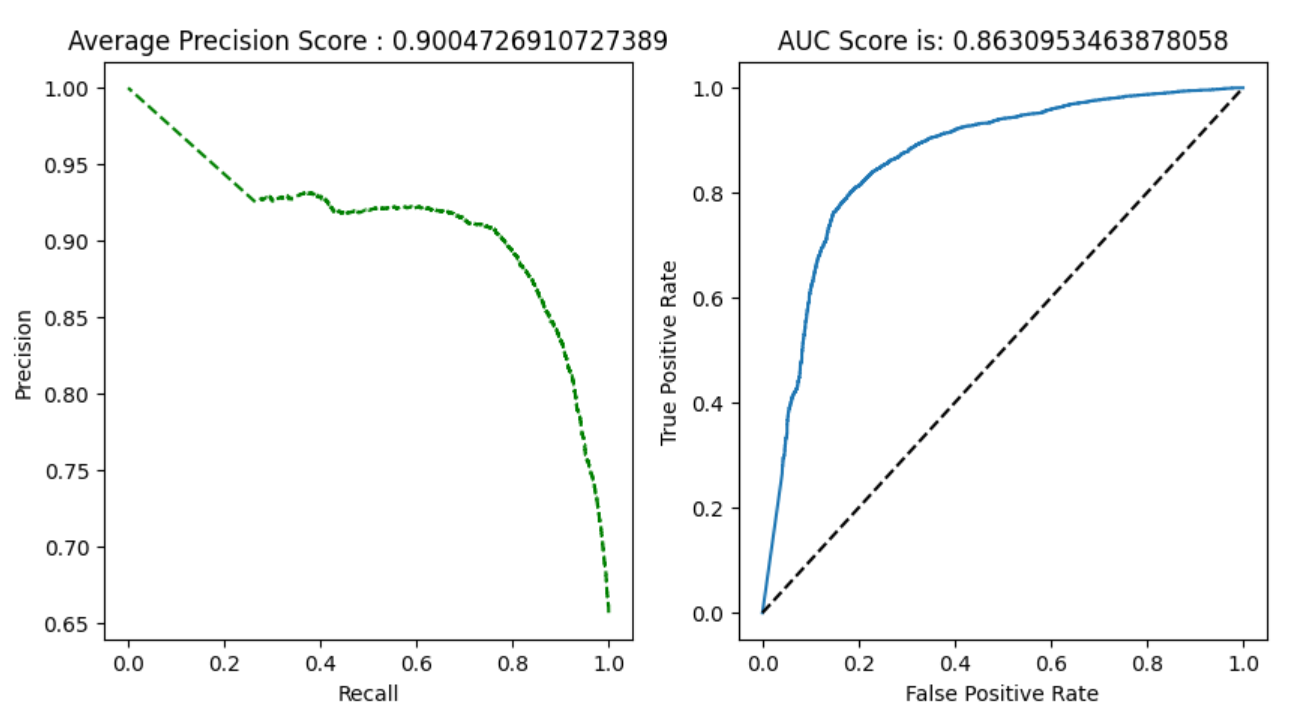 Average Precision Score : 0.9004726910727389
1.00
0.95
0.90
0.85
0.80
0.75
0.70
0.65
Precision
0.0 0.2 0.4 0.6 0.8 1.0
Recall
AUC Score is: 0.8630953463878058
1.0
0.8
0.6
0.4
0.2
0.0
True Positive Rate
0.0 0.2 0.4 0.6 0.8 1.0
False Positive Rate